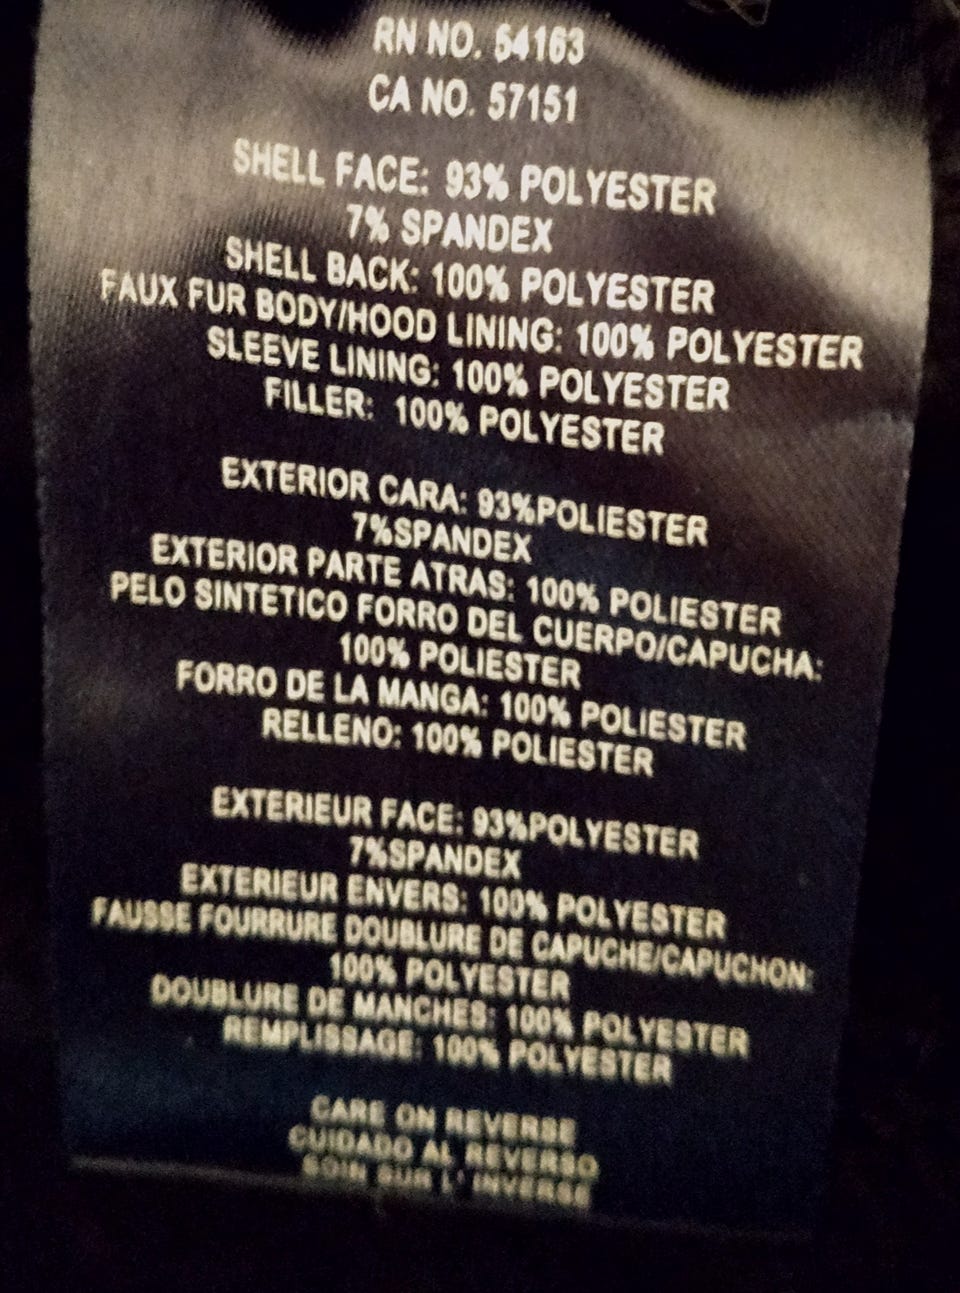 RN NO. 54163
CA NO. 57151
SHELL FACE: 93% POLYESTER
7% SPANDEX
SHELL BACK: 100% POLYESTER
FAUX FUR BODY/HOOD LINING: 100% POLYESTER
SLEEVE LINING: 100% POLYESTER
FILLER: 100% POLYESTER
EXTERIOR CARA: 93%POLIESTER
7%SPANDEX
EXTERIOR PARTE ATRAS: 100% POLIESTER
PELO SINTETICO FORRO DEL CUERPO/CAPUCHA:
100% POLIESTER
FORRO DE LA MANGA: 100% POLIESTER
RELLENO: 100% POLIESTER
EXTERIEUR FACE: 93%POLYESTER
7%SPANDEX
EXTERIEUR ENVERS: 100% POLYESTER
FAUSSE FOURRURE DOUBLURE DE CAPUCHE/CAPUCHON:
100% POLYESTER
DOUBLURE DE MANCHES: 100% POLYESTER
REMPLISSAGE: 100% POLYESTER
CARE ON REVERSE
CUIDADO AL REVERSO
SOIN SUR L' INVERSE